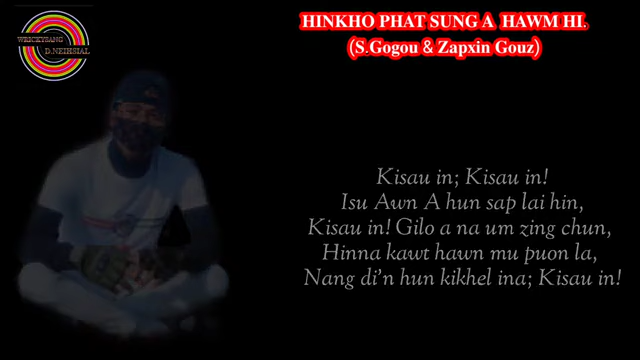 WRICKYSANG
D.NEIHSIAL
HINKHO PHAT SUNG A HAWM HI.
(S.Gogou & Zapxin Gouz)
Kisau in; Kisau in!
Isu Awn A hun sap lai hin,
Kisau in! Gilo a na um zing chun,
Hinna kawt hawn mu puon la,
Nang di'n hun kikhel ina; Kisau in!